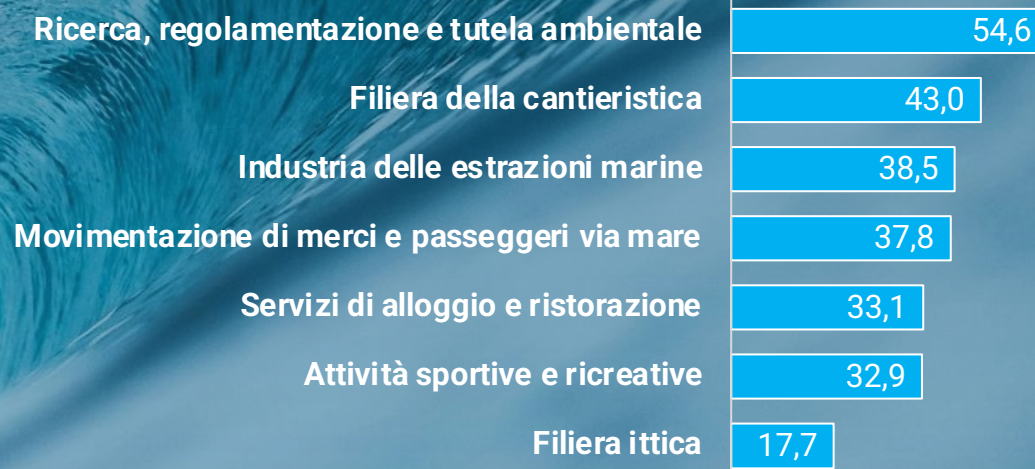 Ricerca, regolamentazione e tutela ambientale 54,6
Filiera della cantieristica 43,0
Industria delle estrazioni marine 38,5
Movimentazione di merci e passeggeri via mare 37,8
Servizi di alloggio e ristorazione 33,1
Attività sportive e ricreative 32,9
Filiera ittica 17,7